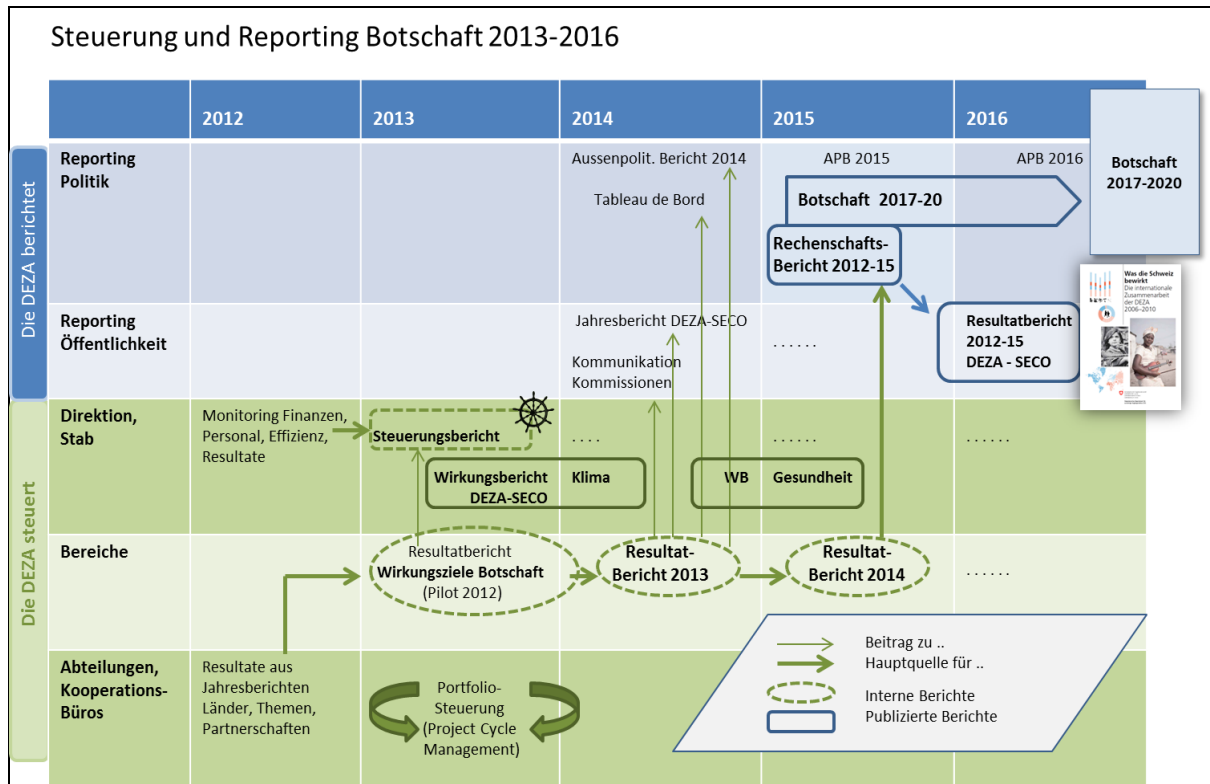 Steuerung und Reporting Botschaft 2013-2016
2012
2013
2014
2015
2016
Botschaft
2017-2020
Die DEZA berichtet
Reporting
Politik
Aussenpolit. Bericht 2014
APB 2015
APB 2016
Tableau de Bord
Botschaft 2017-20
Rechenschafts-
Bericht 2012-15
Was die Schweiz
bewirkt
Die internationale
Zusammenarbeit
der DEZA
2006–2010
Reporting
Öffentlichkeit
Jahresbericht DEZA-SECO
Kommunikation
Kommissionen
. . . . . .
Resultatbericht
2012-15
DEZA - SECO
Die DEZA steuert
Direktion,
Stab
Monitoring Finanzen,
Personal, Effizienz,
Resultate
Steuerungsbericht
. . . .
. . . . . .
. . . . . .
Wirkungsbericht
DEZA-SECO
Klima
WB
Gesundheit
Bereiche
Resultatbericht
Wirkungsziele Botschaft
(Pilot 2012)
Resultat-
Bericht 2013
Resultat-
Bericht 2014
. . . . . .
Abteilungen,
Kooperations-
Büros
Resultate aus
Jahresberichten
Länder, Themen,
Partnerschaften
Portfolio-
Steuerung
(Project Cycle
Management)
Beitrag zu ..
Hauptquelle für ..
Interne Berichte
Publizierte Berichte